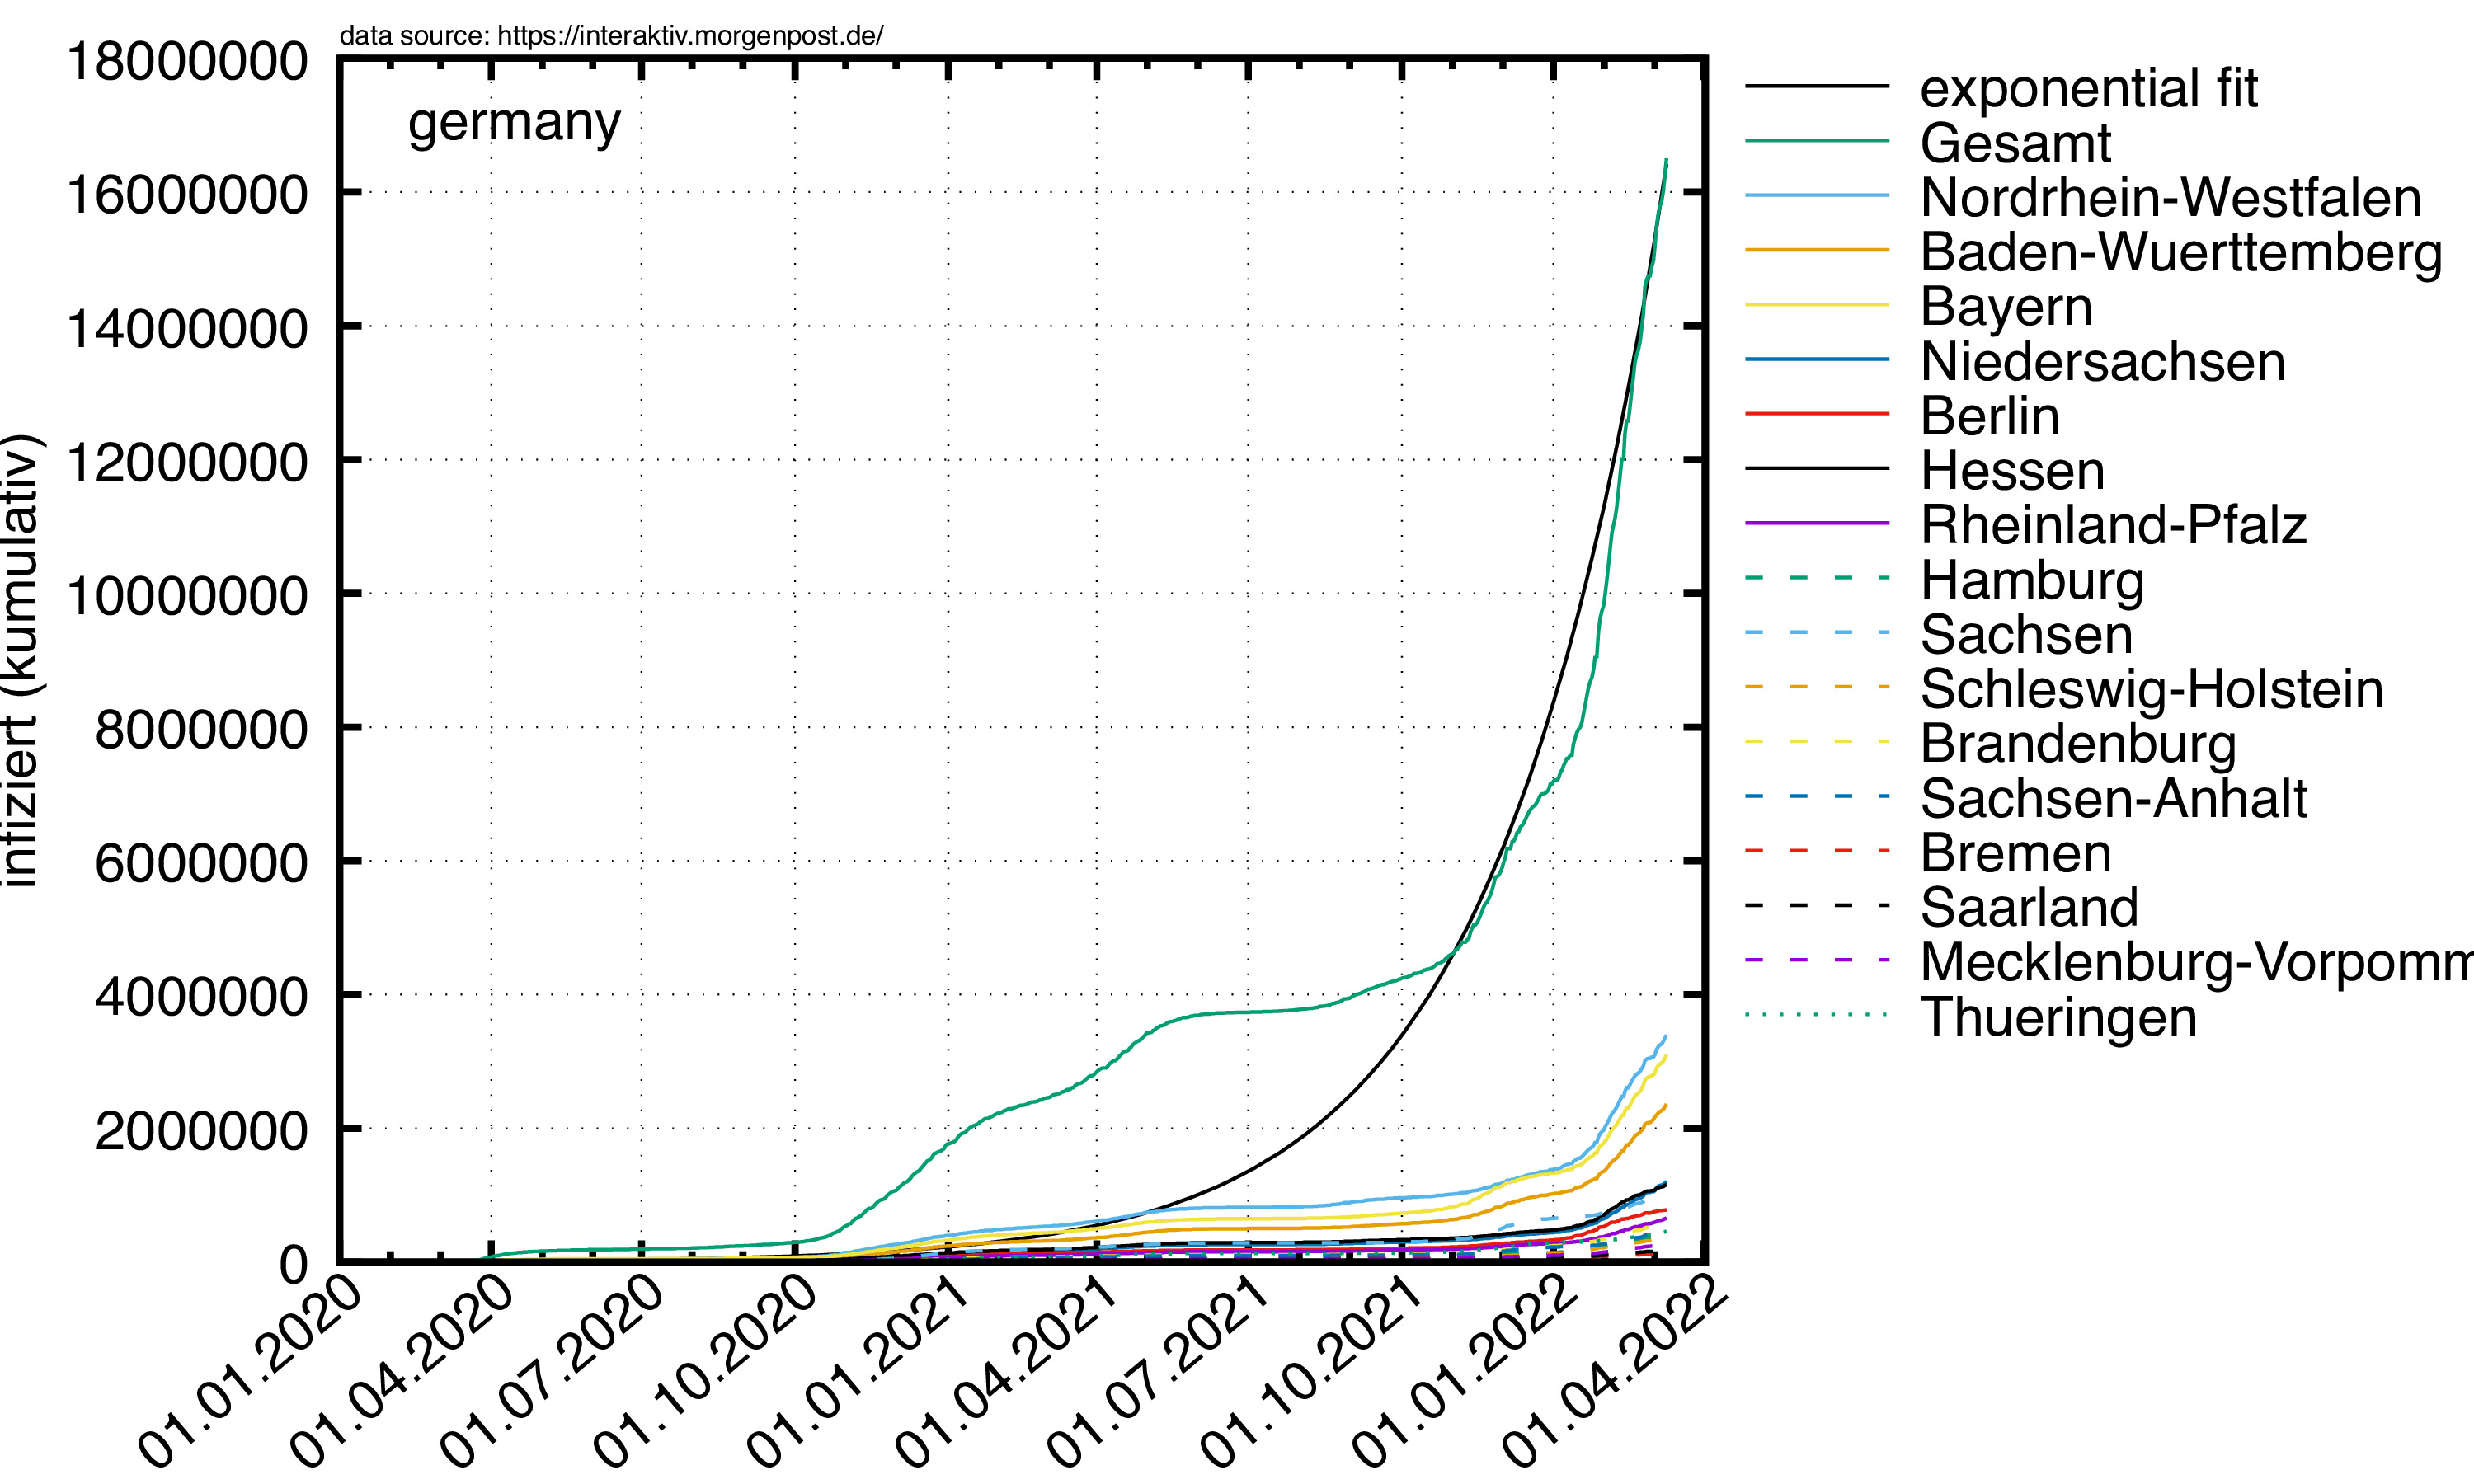 data source: https://interaktiv.morgenpost.de/
germany
infiziert (kumulativ)
18000000
16000000
14000000
12000000
10000000
8000000
6000000
4000000
2000000
0
01.01.2020
01.04.2020
01.07.2020
01.10.2020
01.01.2021
01.04.2021
01.07.2021
01.10.2021
01.01.2022
01.04.2022
exponential fit
Gesamt
Nordrhein-Westfalen
Baden-Wuerttemberg
Bayern
Niedersachsen
Berlin
Hessen
Rheinland-Pfalz
Hamburg
Sachsen
Schleswig-Holstein
Brandenburg
Sachsen-Anhalt
Bremen
Saarland
Mecklenburg-Vorpomm
Thueringen